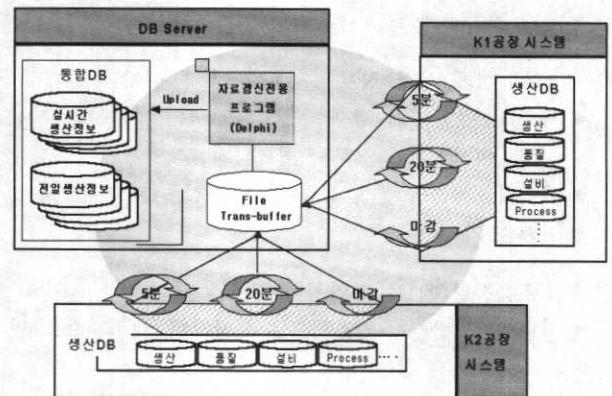 DB Server
통합DB
실시간
생산정보
전일생산정보
Upload
자료갱신전용
프로그램
(Delphi)
File
Trans-buffer
K1공장 시스템
생산DB
생산
품질
설비
Process
⋮
5분
20분
마감
5분
20분
마감
생산DB
생산
품질
설비
Process
....
K2공장
시스템